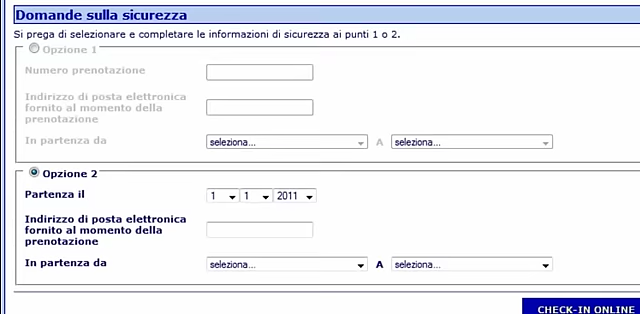 Domande sulla sicurezza
Si prega di selezionare e completare le informazioni di sicurezza ai punti 1 o 2.
Opzione 1
Numero prenotazione
Indirizzo di posta elettronica
fornito al momento della
prenotazione
In partenza da seleziona... A seleziona...
Opzione 2
Partenza il 1 1 2011
Indirizzo di posta elettronica
fornito al momento della
prenotazione
In partenza da seleziona... A seleziona...
CHECK-IN ONLINE